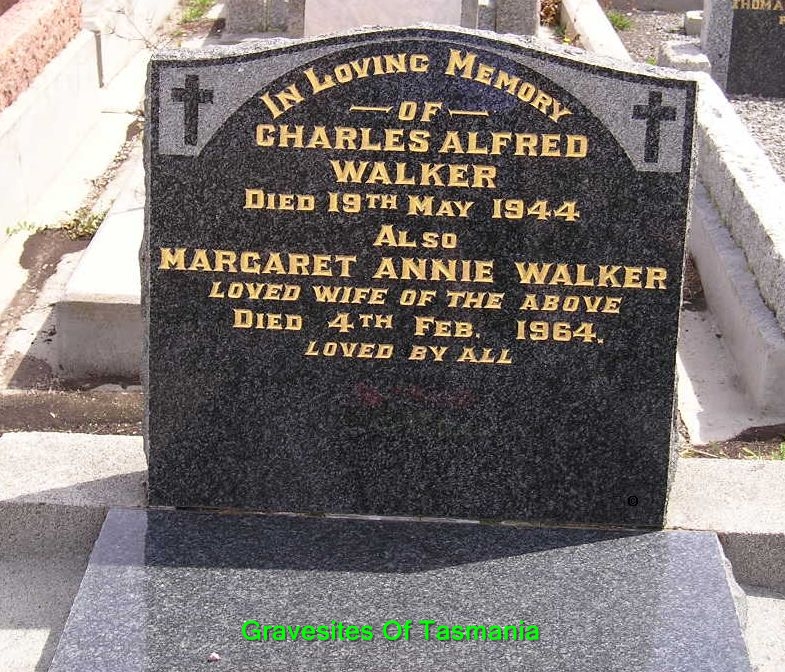 In Loving Memory
OF
CHARLES ALFRED
WALKER
DIED 19TH MAY 1944
ALSO
MARGARET ANNIE WALKER
LOVED WIFE OF THE ABOVE
DIED 4TH FEB. 1964.
LOVED BY ALL
THOMA
Gravesites Of Tasmania